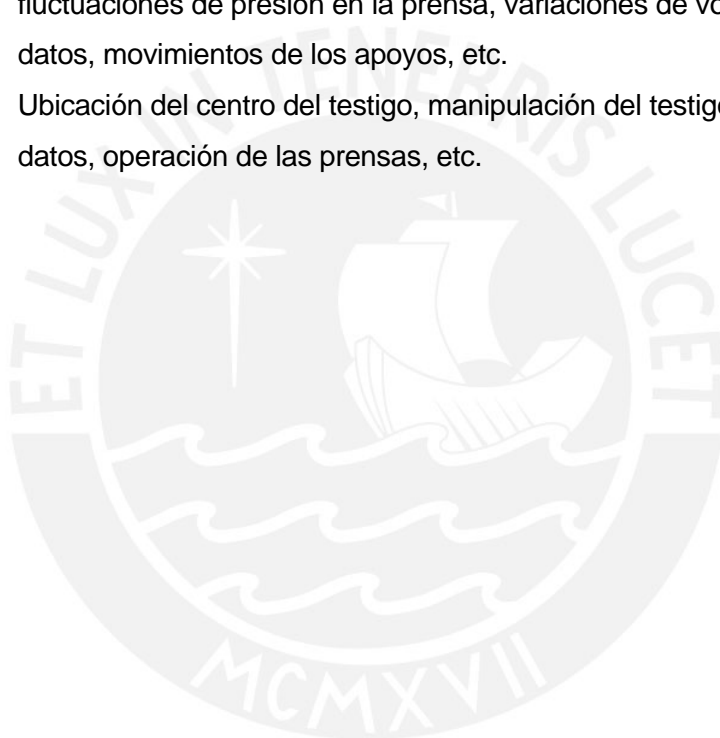 fluctuaciones de presión en la prensa, variaciones de
datos, movimientos de los apoyos, etc.
Ubicación del centro del testigo, manipulación del testigo
datos, operación de las prensas, etc.
ET LUX IN TENEBRIS LUCET
MCMXVII